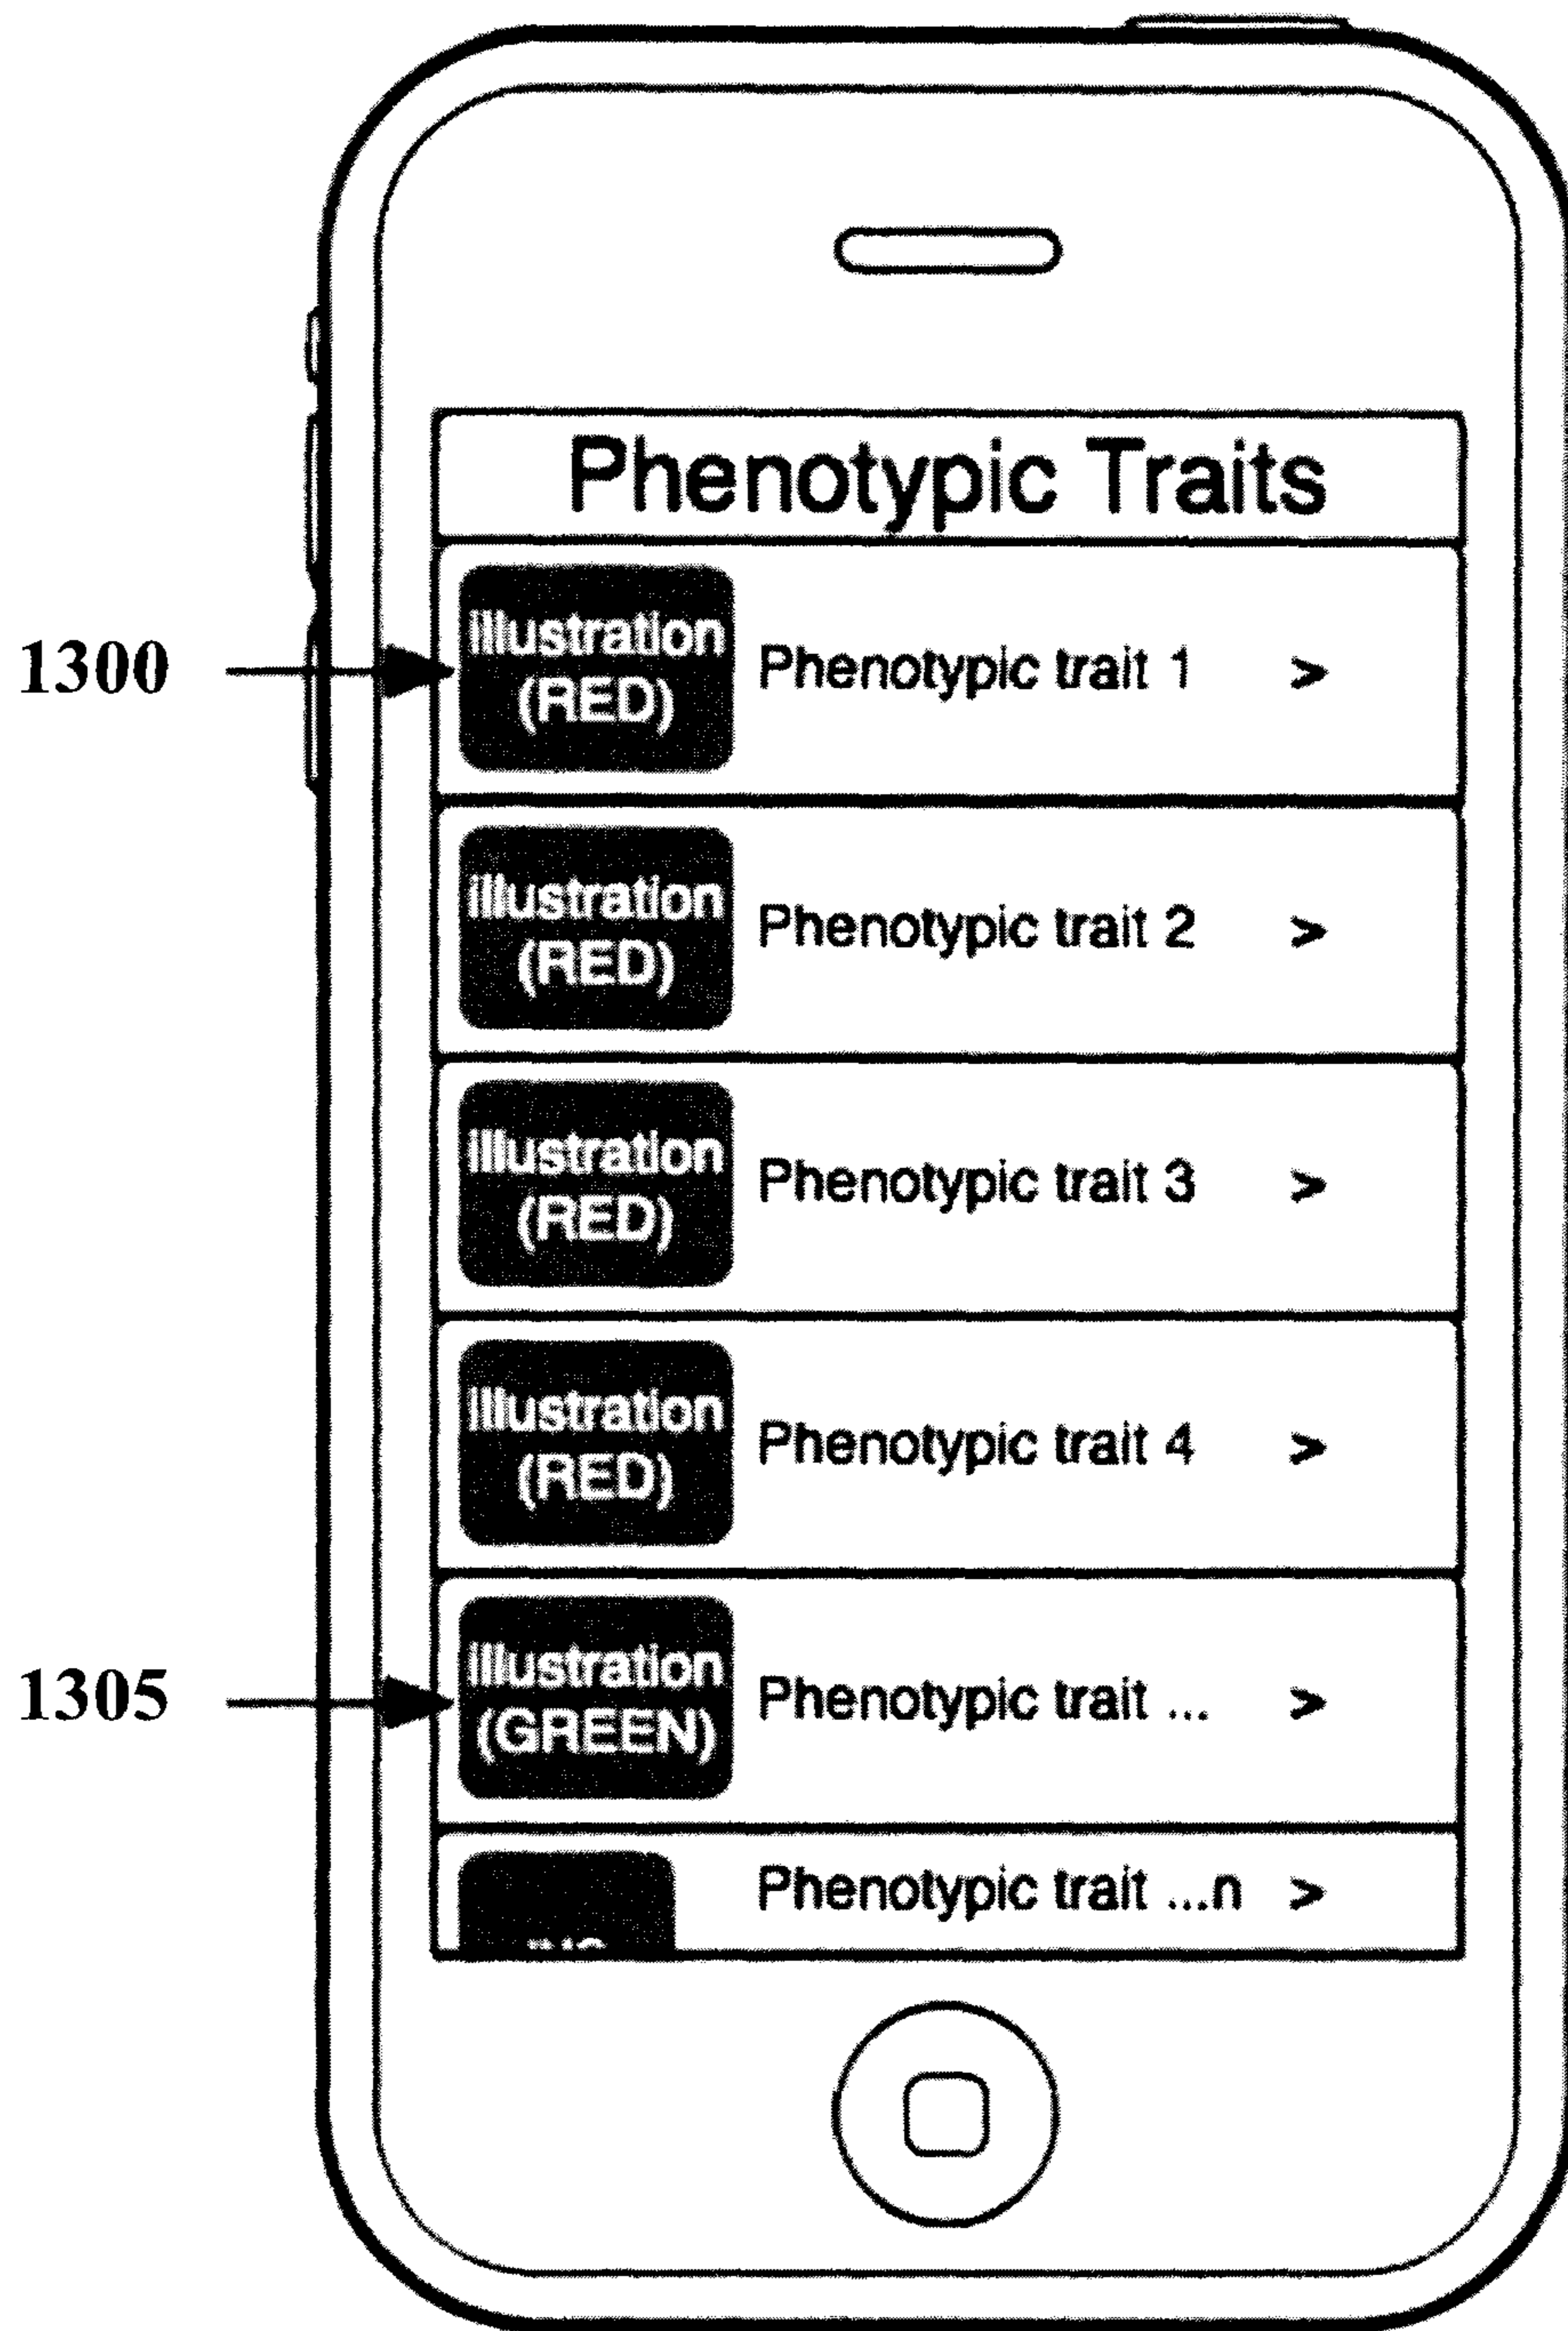 Phenotypic Traits
1300
illustration
(RED)
Phenotypic trait 1 >
illustration
(RED)
Phenotypic trait 2 >
illustration
(RED)
Phenotypic trait 3 >
illustration
(RED)
Phenotypic trait 4 >
1305
illustration
(GREEN)
Phenotypic trait ... >
Phenotypic trait ...n >